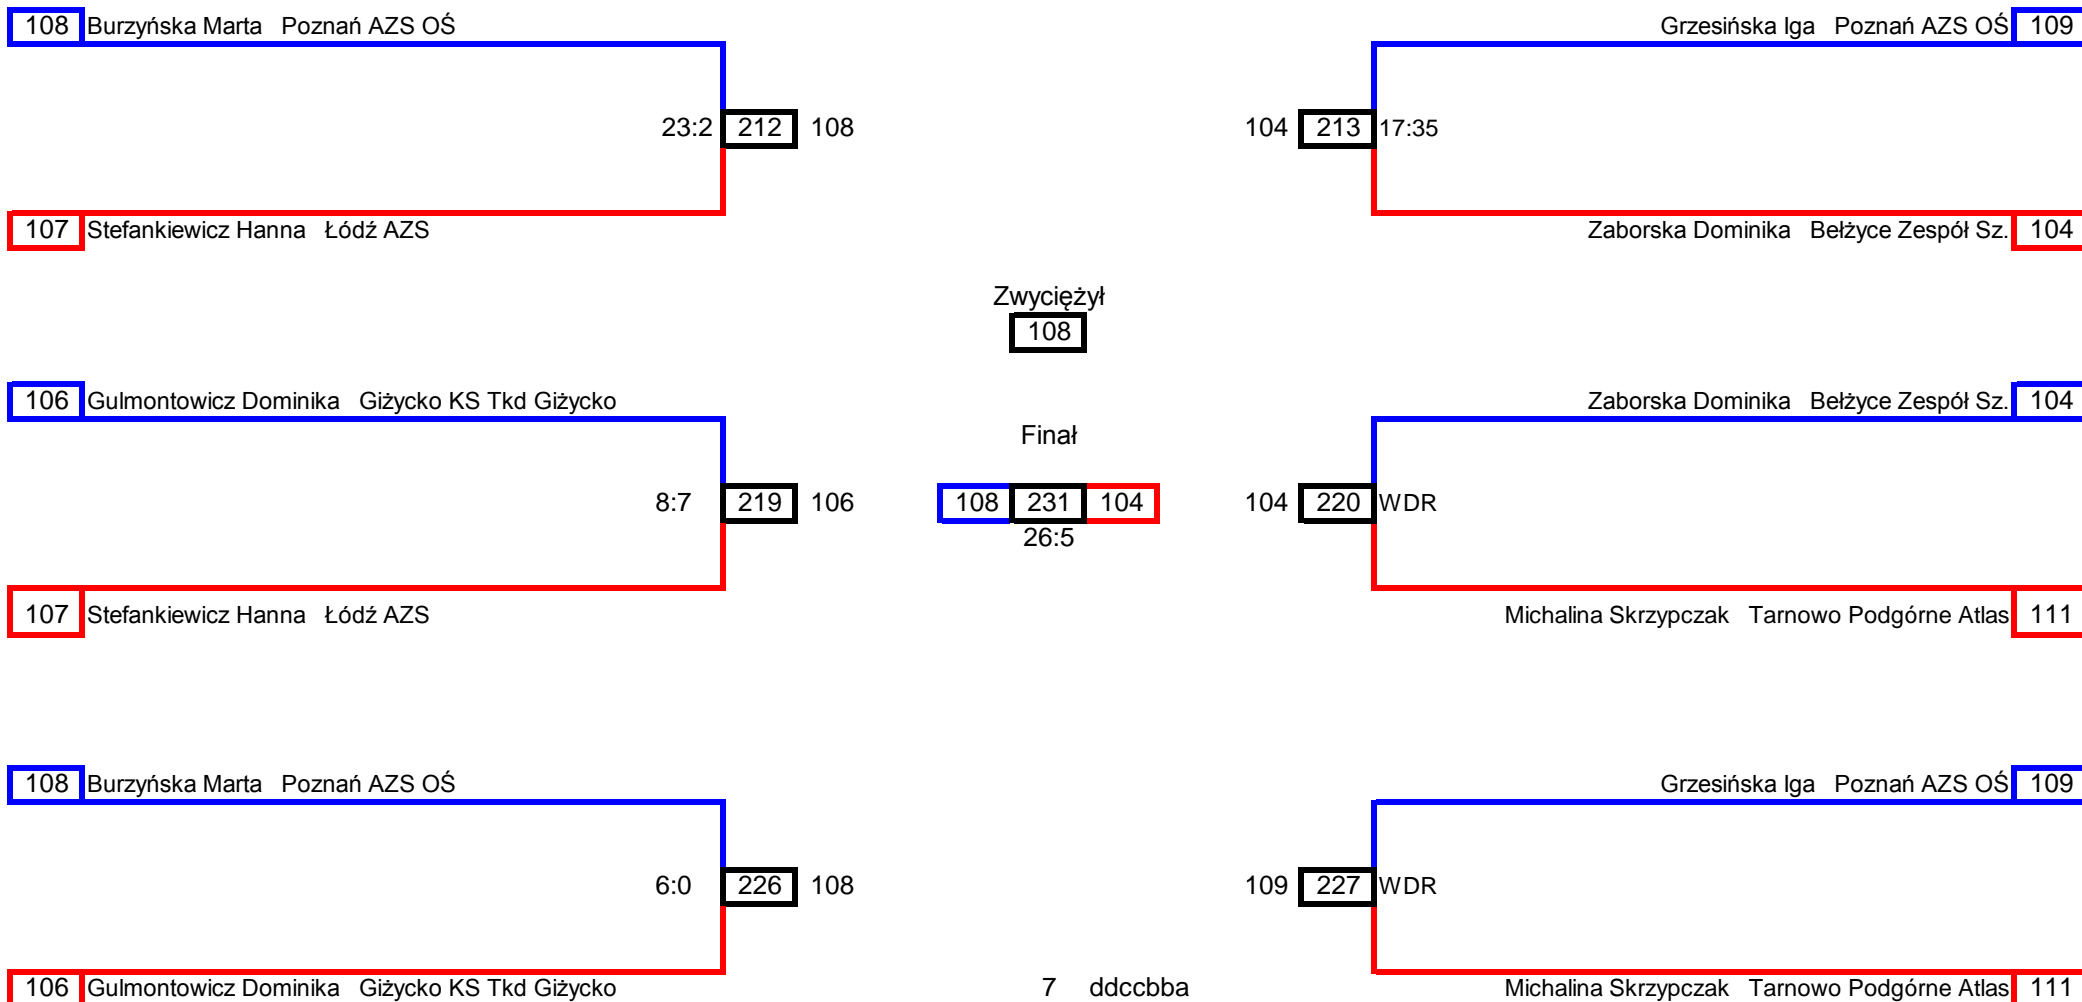 108 Burzyńska Marta Poznań AZS OŚ Grzesińska Iga Poznań AZS OŚ 109
23:2 212 108 104 213 17:35
107 Stefankiewicz Hanna Łódź AZS Zaborska Dominika Bełżyce Zespół Sz. 104
Zwyciężył
108
106 Gulmontowicz Dominika Giżycko KS Tkd Giżycko Zaborska Dominika Bełżyce Zespół Sz. 104
Finał
8:7 219 106 108 231 104 104 220 WDR
26:5
107 Stefankiewicz Hanna Łódź AZS Michalina Skrzypczak Tarnowo Podgórne Atlas 111
108 Burzyńska Marta Poznań AZS OŚ Grzesińska Iga Poznań AZS OŚ 109
6:0 226 108 109 227 WDR
106 Gulmontowicz Dominika Giżycko KS Tkd Giżycko 7 ddccbba Michalina Skrzypczak Tarnowo Podgórne Atlas 111